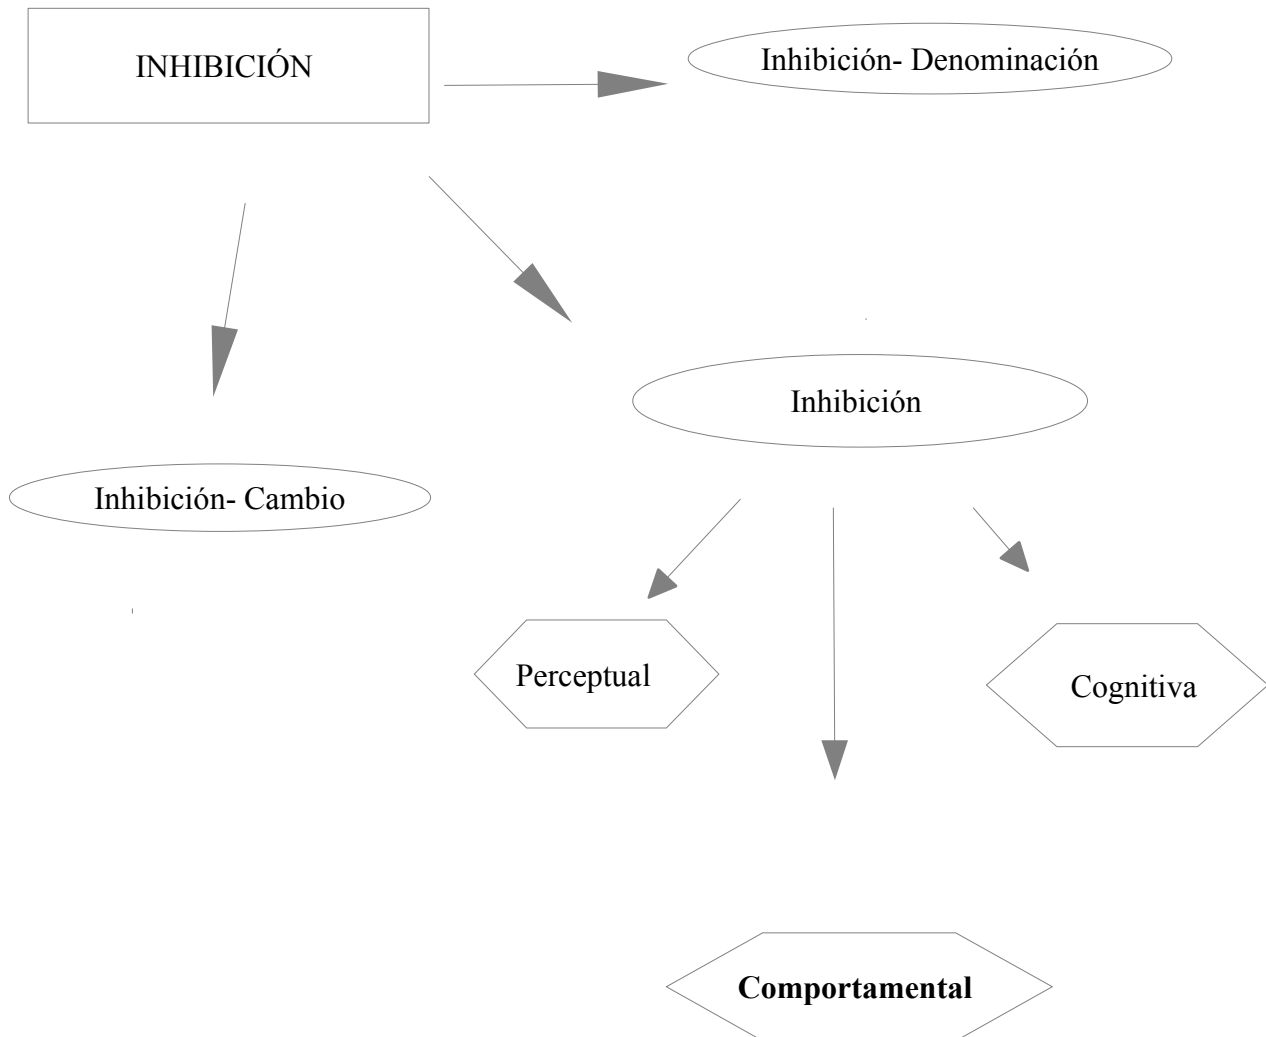 INHIBICIÓN
Inhibición- Denominación
Inhibición
Inhibición- Cambio
Perceptual
Cognitiva
Comportamental